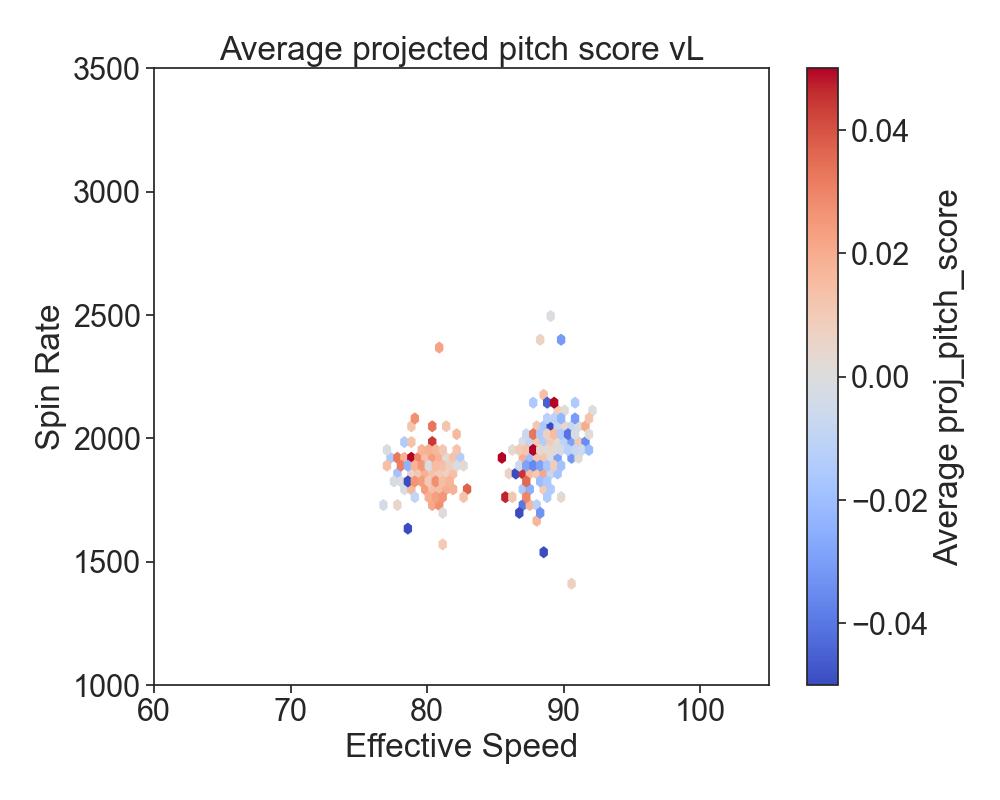 Average projected pitch score vL
3500
3000
2500
2000
1500
1000
Spin Rate
60 70 80 90 100
Effective Speed
0.04
0.02
0.00
−0.02
−0.04
Average proj_pitch_score